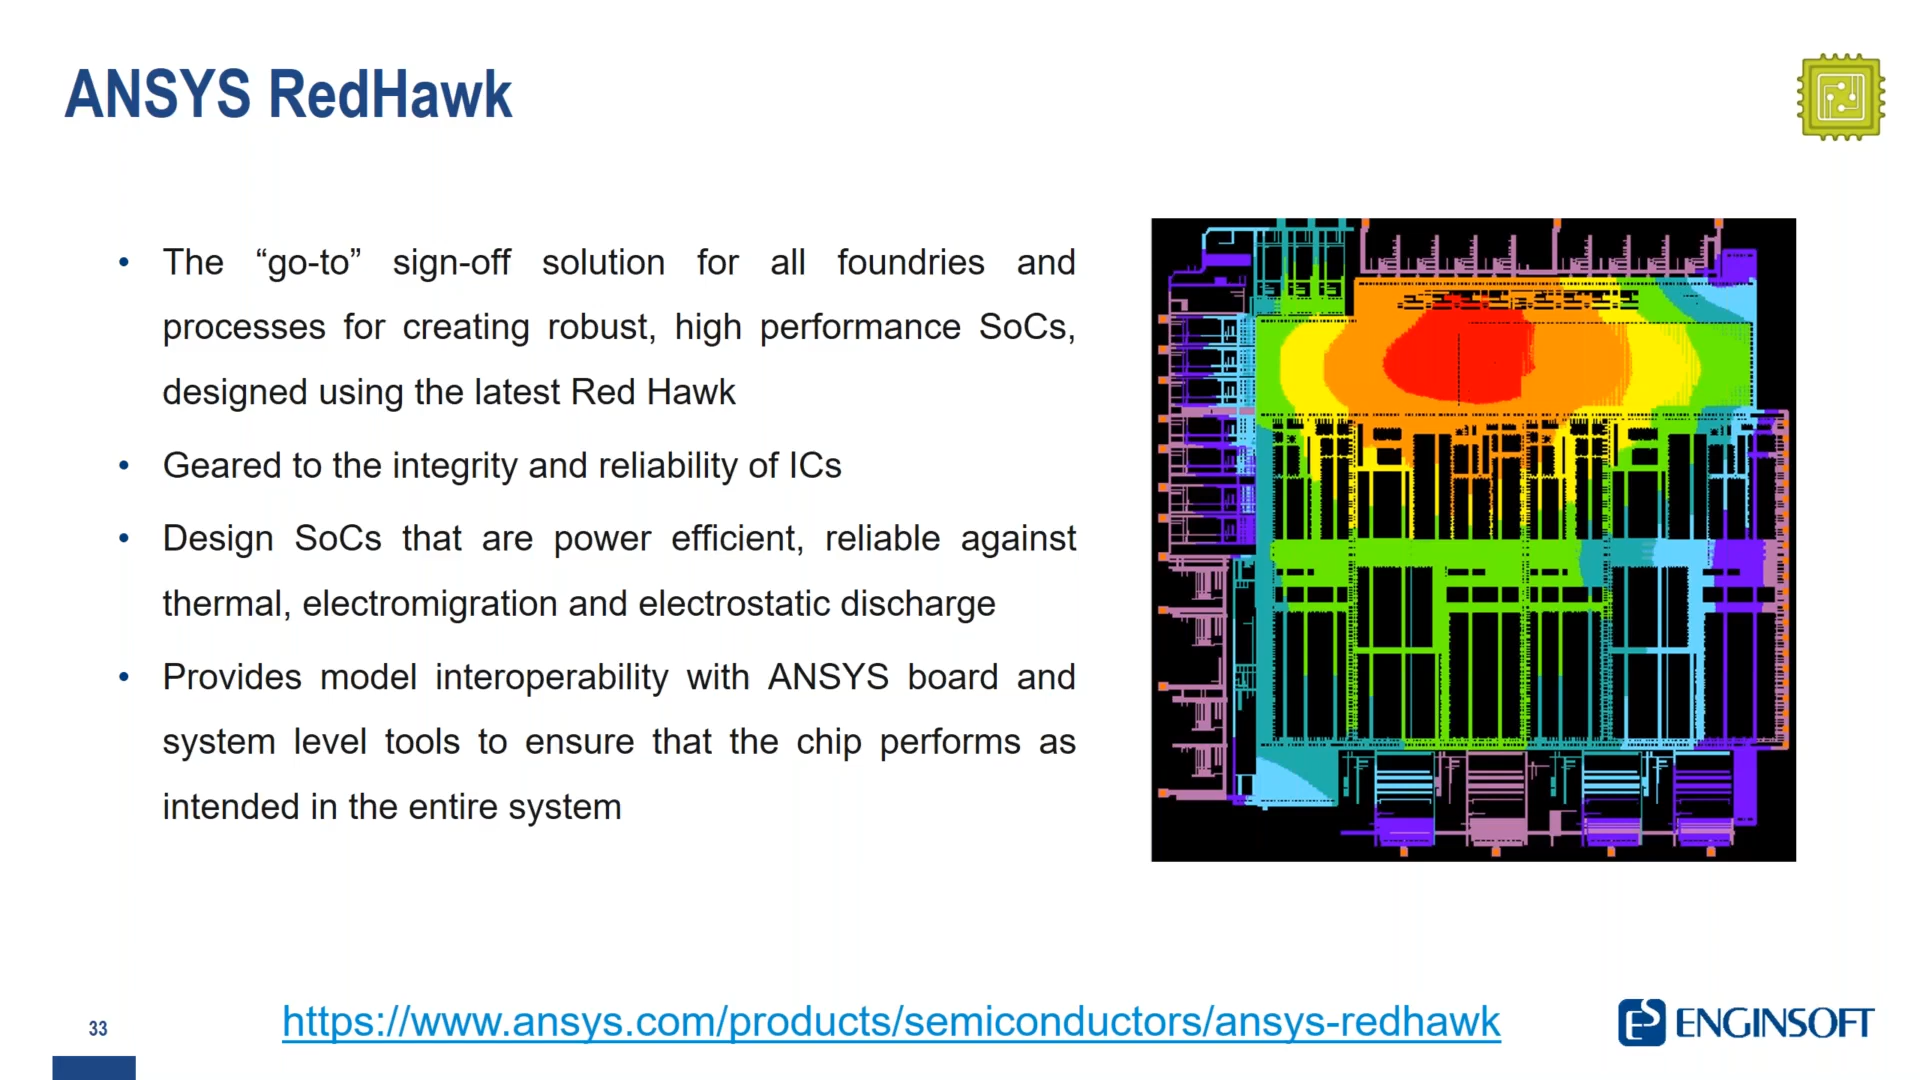 ANSYS RedHawk
• The “go-to” sign-off solution for all foundries and
processes for creating robust, high performance SoCs,
designed using the latest Red Hawk
• Geared to the integrity and reliability of ICs
• Design SoCs that are power efficient, reliable against
thermal, electromigration and electrostatic discharge
• Provides model interoperability with ANSYS board and
system level tools to ensure that the chip performs as
intended in the entire system
33
https://www.ansys.com/products/semiconductors/ansys-redhawk
ENGINSOFT